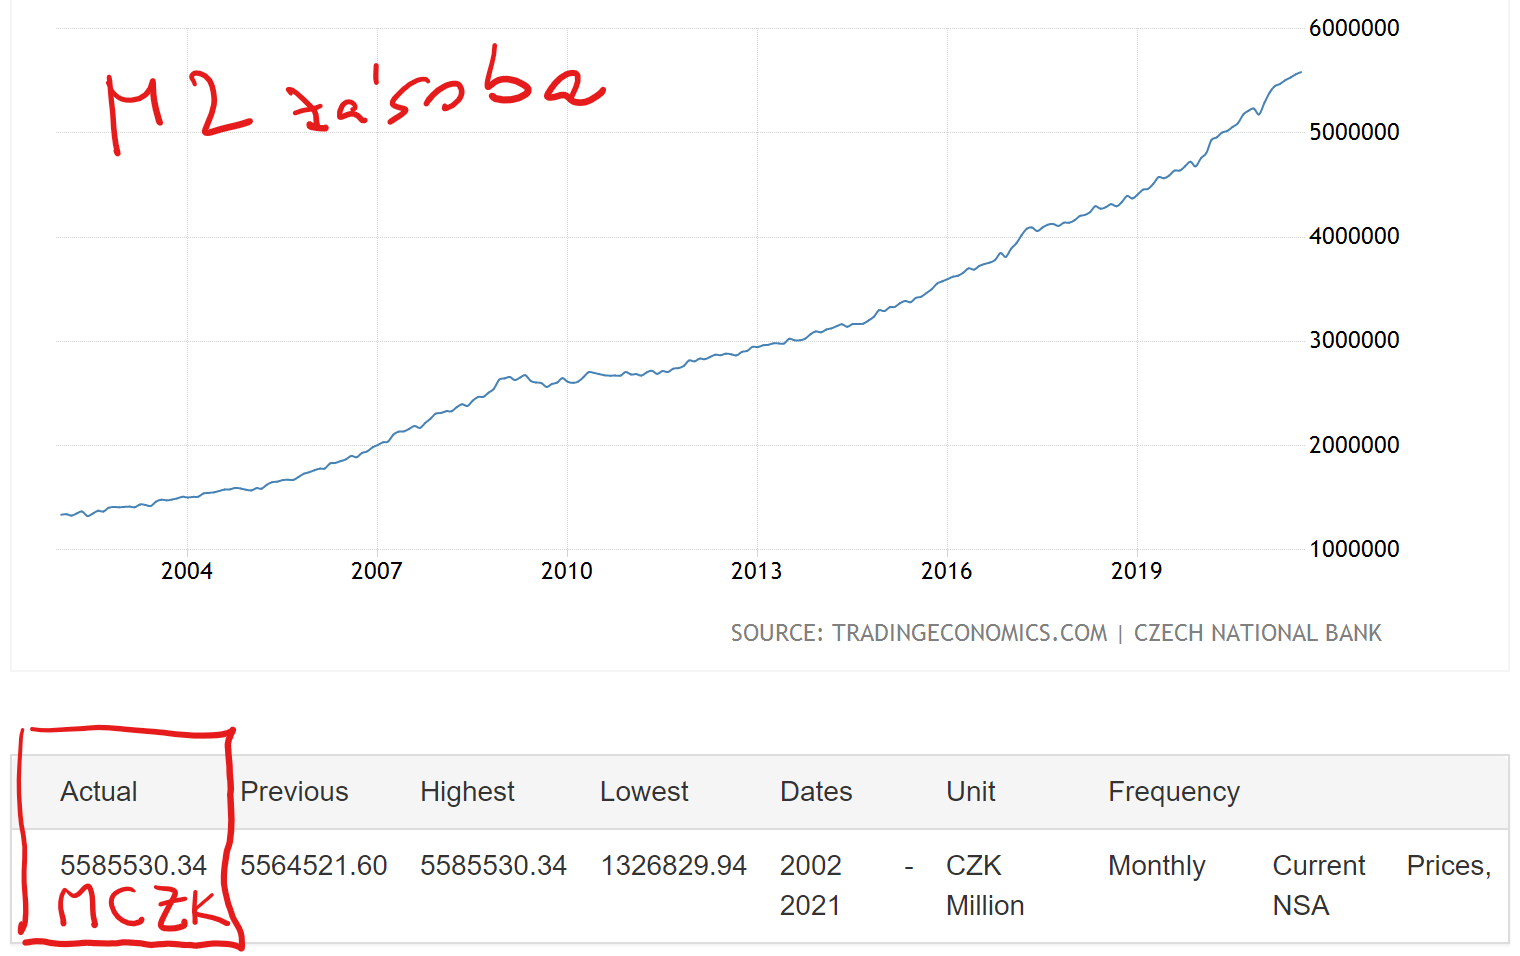 6000000
M2 zásoba
5000000
4000000
3000000
2000000
1000000
2004 2007 2010 2013 2016 2019
SOURCE: TRADINGECONOMICS.COM | CZECH NATIONAL BANK
Actual Previous Highest Lowest Dates Unit Frequency
5585530.34 5564521.60 5585530.34 1326829.94 2002 - CZK Monthly Current Prices,
2021 Million NSA
MCZK